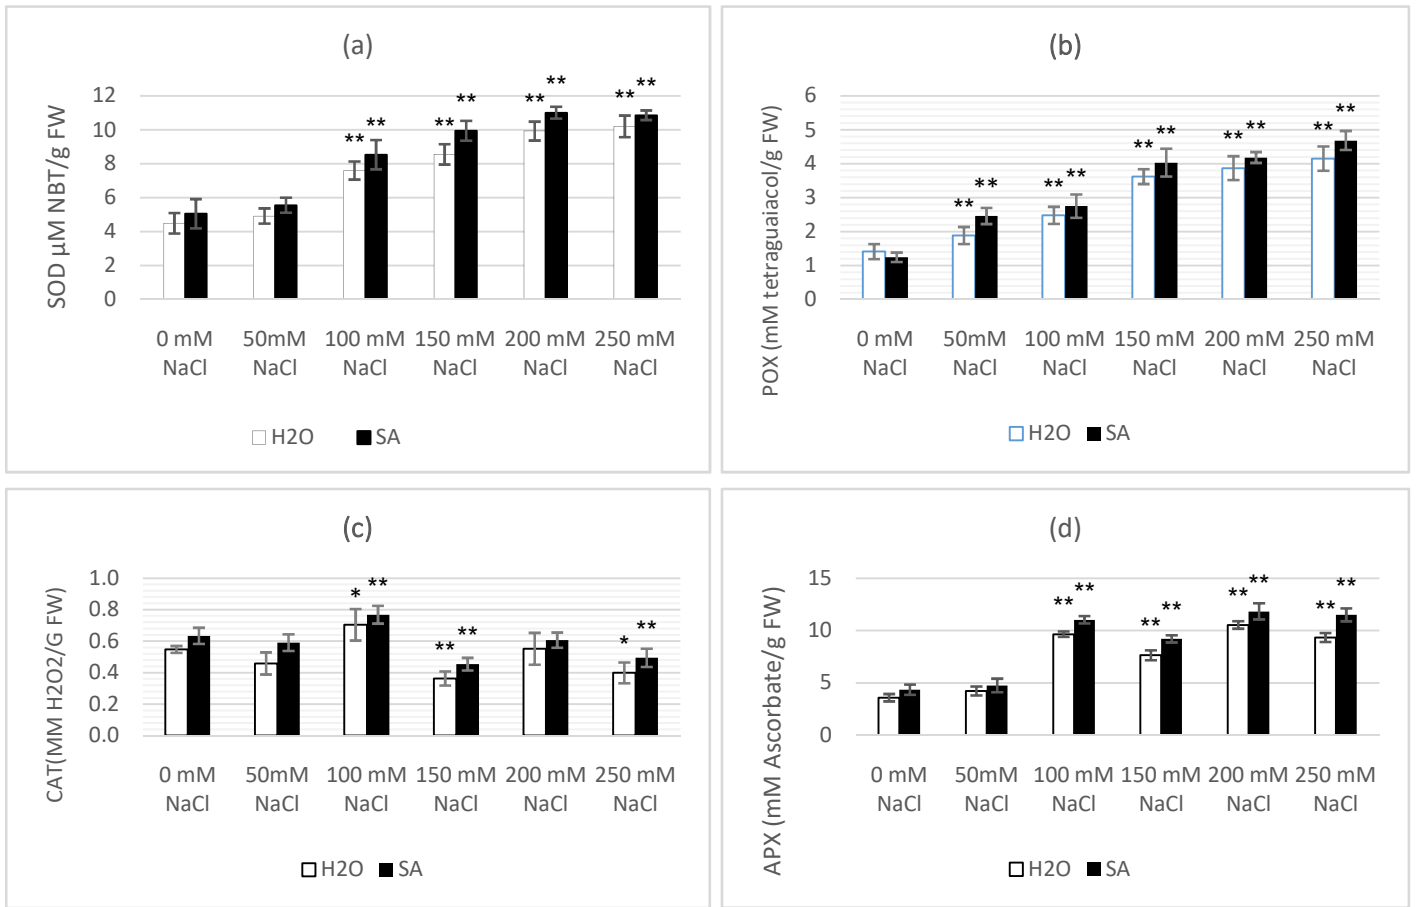 (a)
SOD µM NBT/g FW
12
10
8
6
4
2
0
** ** ** ** ** ** ** **
0 mM NaCl
50mM NaCl
100 mM NaCl
150 mM NaCl
200 mM NaCl
250 mM NaCl
H2O SA
(b)
POX (mM tetraguaiacol/g FW)
6
5
4
3
2
1
0
** ** ** ** ** ** ** ** ** **
0 mM NaCl
50mM NaCl
100 mM NaCl
150 mM NaCl
200 mM NaCl
250 mM NaCl
H2O SA
(c)
CAT(MM H2O2/G FW)
1.0
0.8
0.6
0.4
0.2
0.0
* ** ** ** * **
0 mM NaCl
50mM NaCl
100 mM NaCl
150 mM NaCl
200 mM NaCl
250 mM NaCl
H2O SA
(d)
APX (mM Ascorbate/g FW)
15
10
5
0
** ** ** ** ** ** ** **
0 mM NaCl
50mM NaCl
100 mM NaCl
150 mM NaCl
200 mM NaCl
250 mM NaCl
H2O SA